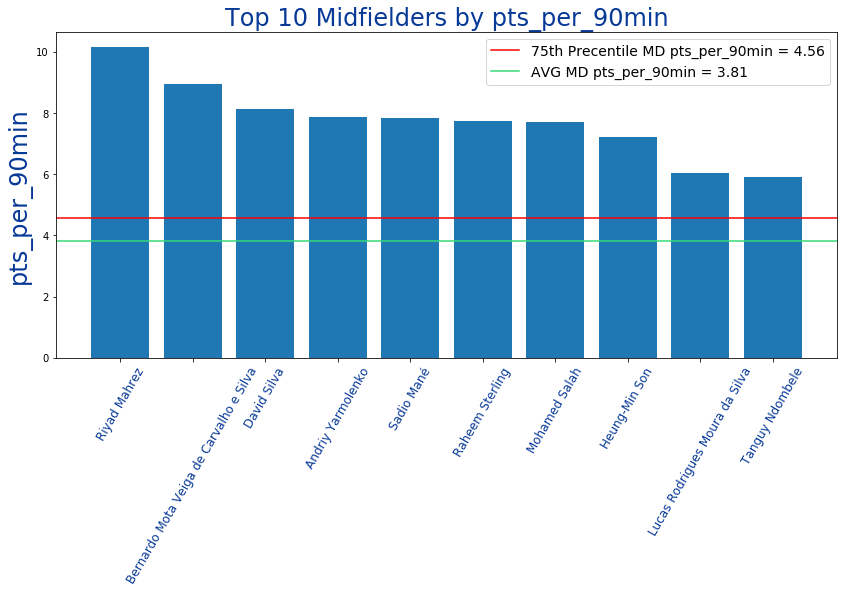 Top 10 Midfielders by pts_per_90min
75th Precentile MD pts_per_90min = 4.56
AVG MD pts_per_90min = 3.81
pts_per_90min
10
8
6
4
2
0
Riyad Mahrez
Bernardo Mota Veiga de Carvalho e Silva
David Silva
Andriy Yarmolenko
Sadio Mané
Raheem Sterling
Mohamed Salah
Heung-Min Son
Lucas Rodrigues Moura da Silva
Tanguy Ndombele